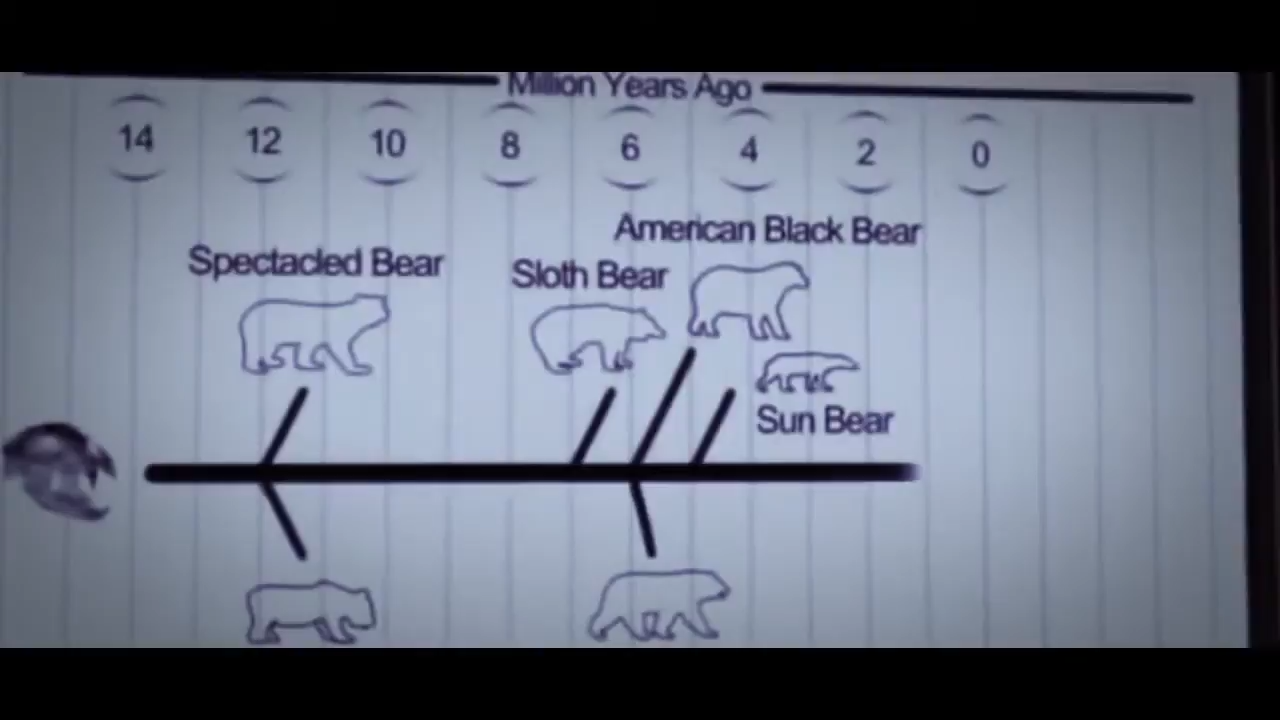 Million Years Ago
14 12 10 8 6 4 2 0
American Black Bear
Spectacled Bear
Sloth Bear
Sun Bear